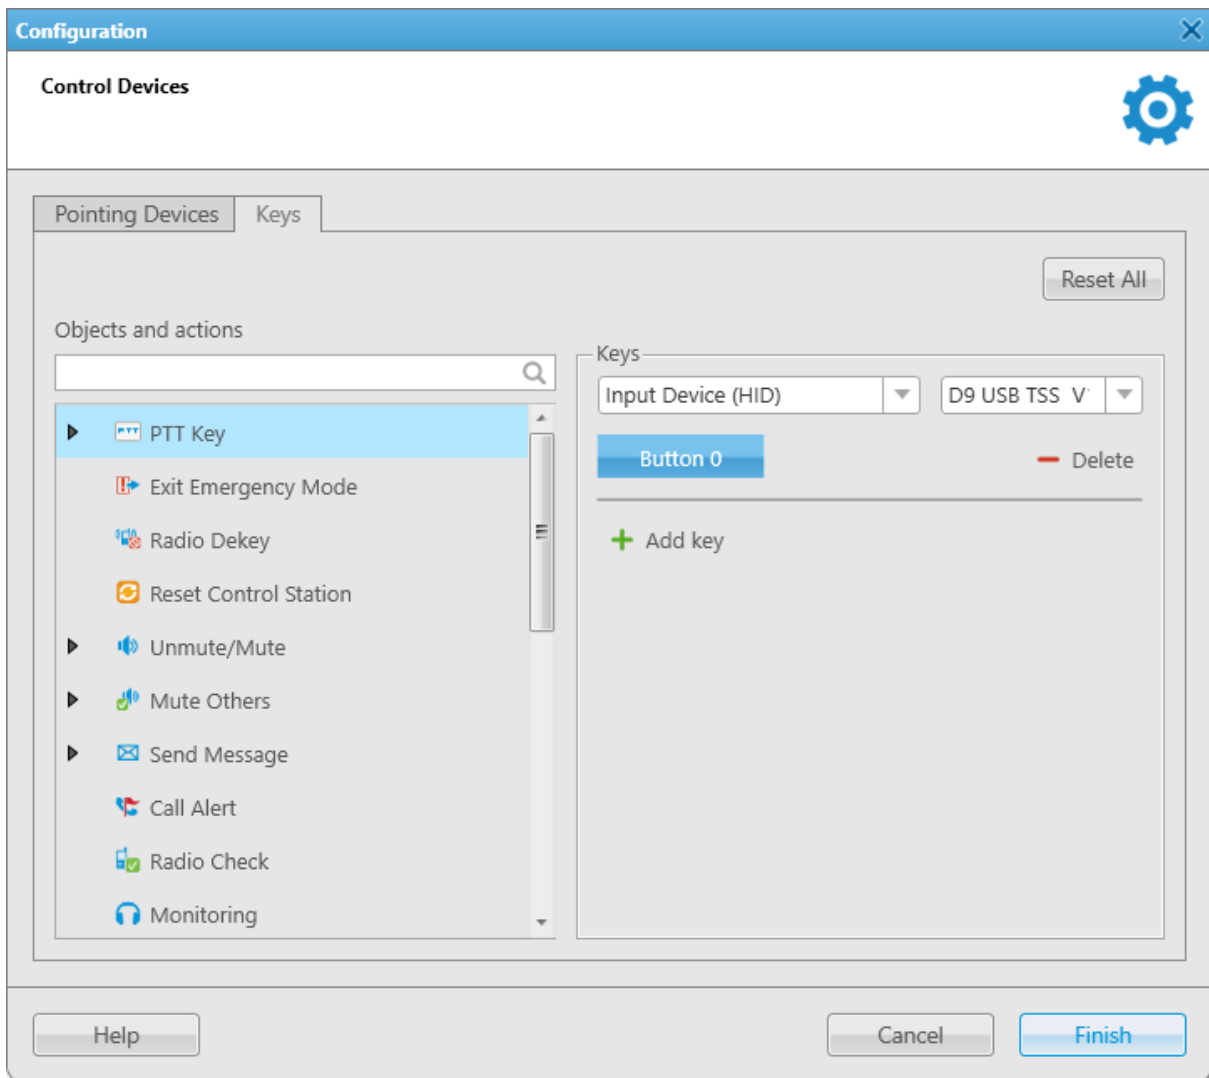 Configuration
Control Devices
Pointing Devices
Keys
Reset All
Objects and actions
PTT Key
Exit Emergency Mode
Radio Dekey
Reset Control Station
Unmute/Mute
Mute Others
Send Message
Call Alert
Radio Check
Monitoring
Keys
Input Device (HID)
D9 USB TSS V
Button 0
Delete
Add key
Help
Cancel
Finish